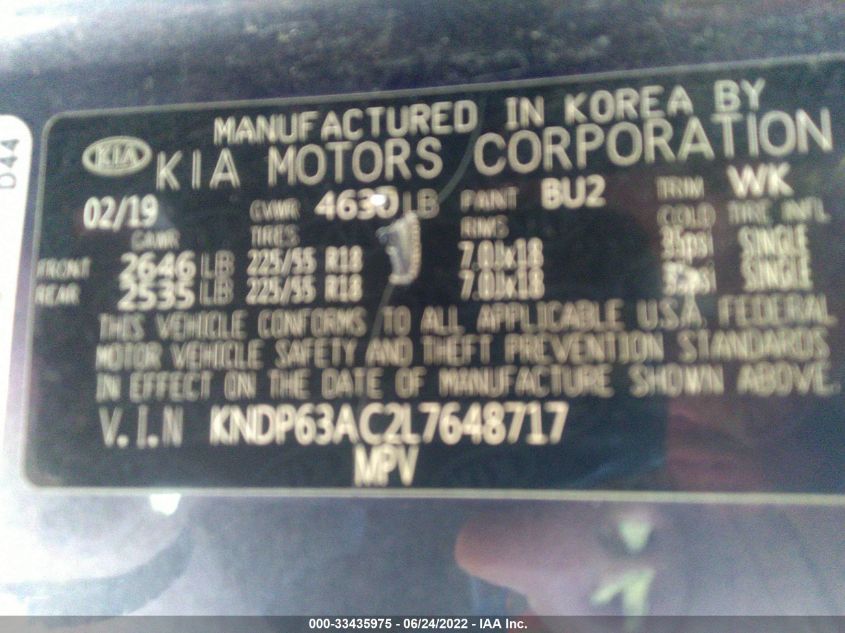 D44
MANUFACTURED IN KOREA BY
KIA KIA MOTORS CORPORATION
02/19 GVWR 4630 LB PAINT BU2 TRIM WK
GAWR TIRES RIMS COLD TIRE INFL
FRONT 2646 LB 225/55 R18 7.0Jx18 35psi SINGLE
REAR 2535 LB 225/55 R18 7.0Jx18 SINGLE
THIS VEHICLE CONFORMS TO ALL APPLICABLE U.S.A. FEDERAL
MOTOR VEHICLE SAFETY AND THEFT PREVENTION STANDARDS
IN EFFECT ON THE DATE OF MANUFACTURE SHOWN ABOVE.
V.I.N KNDP63AC2L7648717
MPV
000-33435975 - 06/24/2022 - IAA Inc.